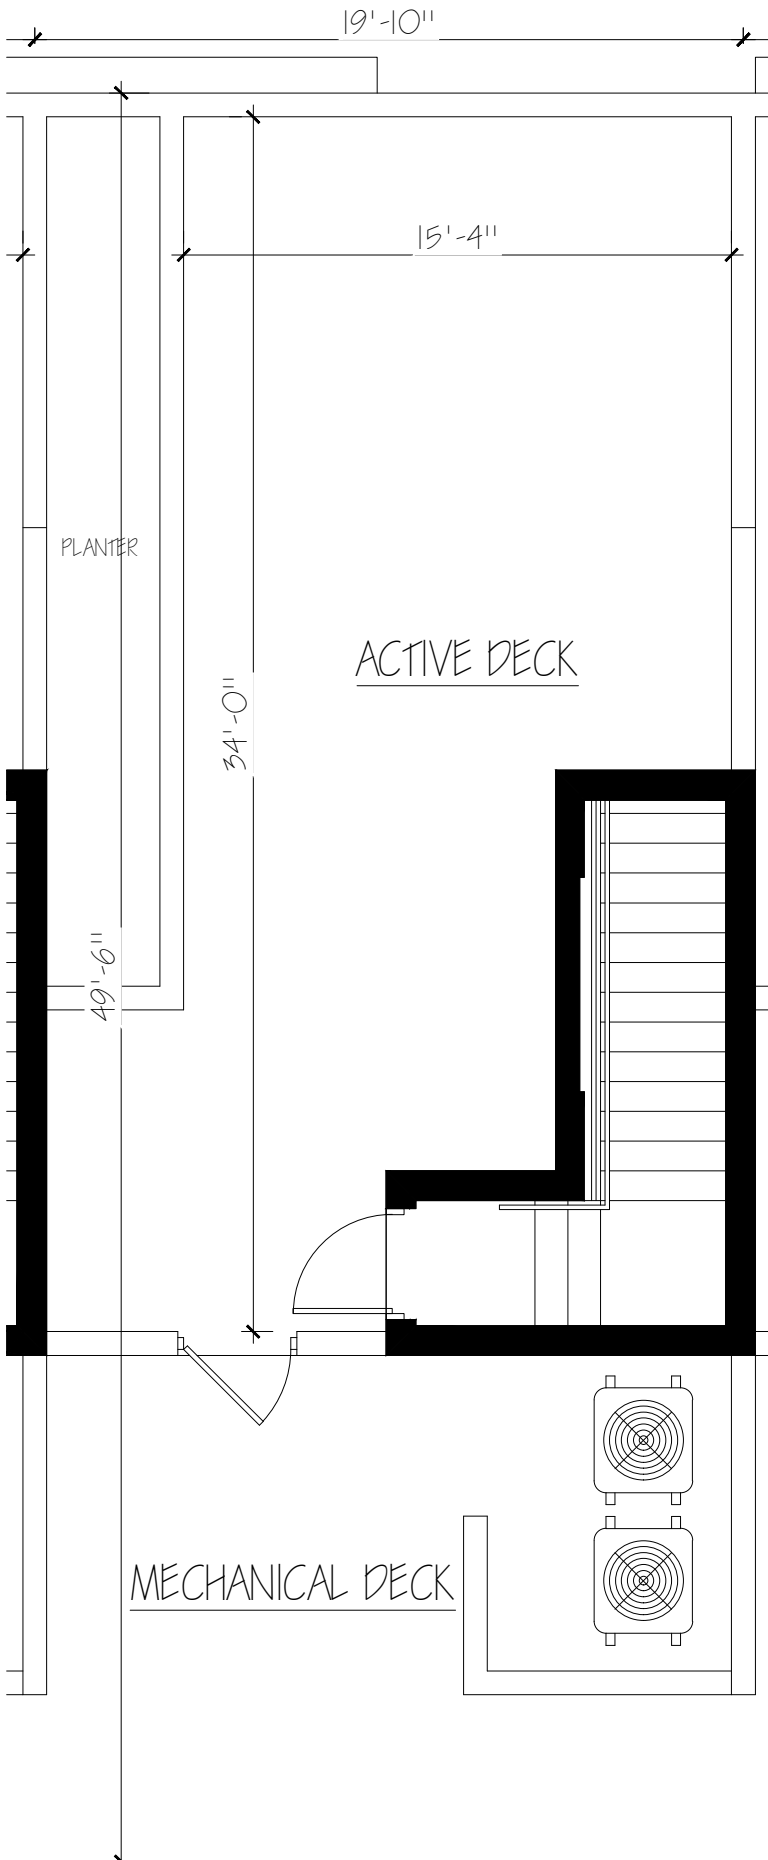 19'-10"
15'-4"
PLANTER
ACTIVE DECK
34'-0"
49'-6"
MECHANICAL DECK